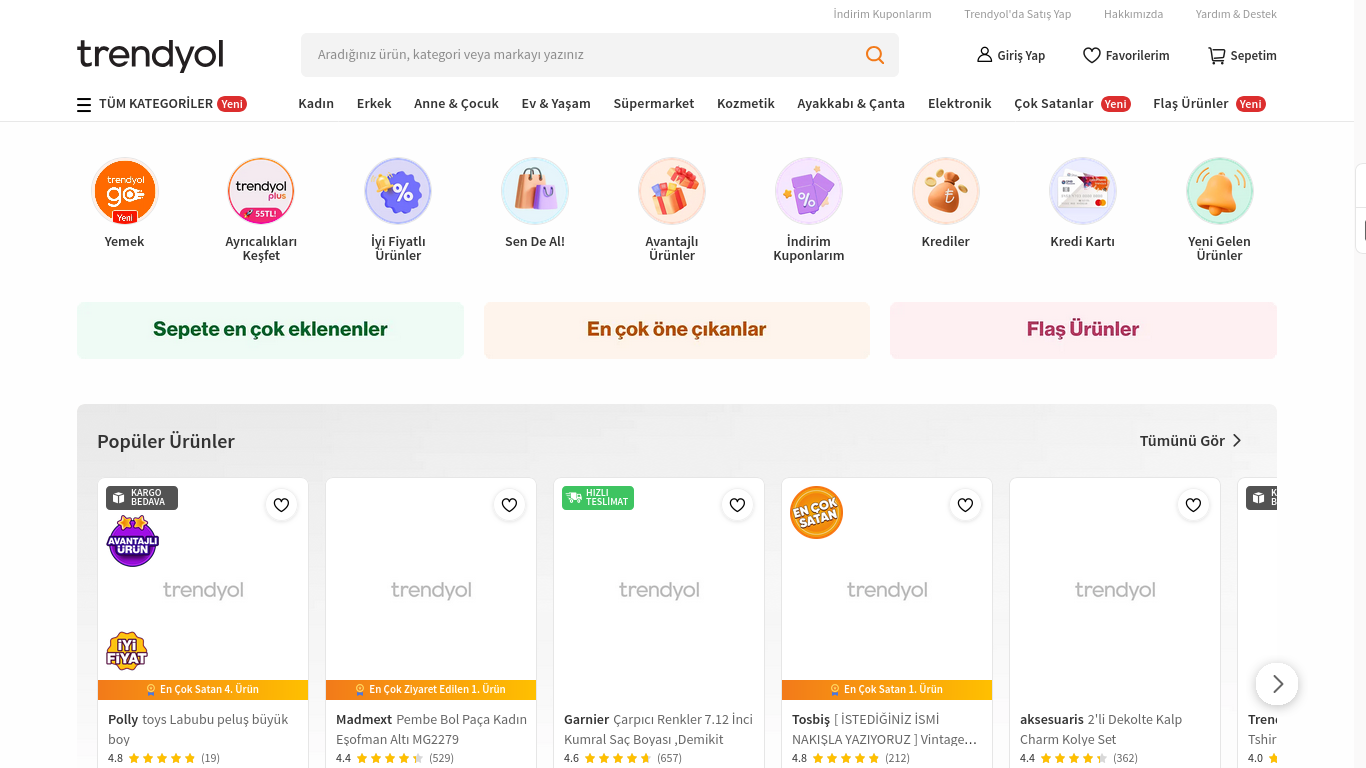 İndirim Kuponlarım Trendyol'da Satış Yap Hakkımızda Yardım & Destek
trendyol
Aradığınız ürün, kategori veya markayı yazınız
Giriş Yap Favorilerim Sepetim
TÜM KATEGORİLER Yeni Kadın Erkek Anne & Çocuk Ev & Yaşam Süpermarket Kozmetik Ayakkabı & Çanta Elektronik Çok Satanlar Yeni Flaş Ürünler Yeni
trendyol
go
Yeni
trendyol
plus
55TL!
%
%
Yemek
Ayrıcalıkları
Keşfet
İyi Fiyatlı
Ürünler
Sen De Al!
Avantajlı
Ürünler
İndirim
Kuponlarım
Krediler
Kredi Kartı
Yeni Gelen
Ürünler
Sepete en çok eklenenler
En çok öne çıkanlar
Flaş Ürünler
Popüler Ürünler
Tümünü Gör
KARGO
BEDAVA
AVANTAJLI
ÜRÜN
trendyol
İYİ
FİYAT
En Çok Satan 4. Ürün
Polly toys Labubu peluş büyük
boy
4.8 (19)
trendyol
En Çok Ziyaret Edilen 1. Ürün
Madmext Pembe Bol Paça Kadın
Eşofman Altı MG2279
4.4 (529)
HIZLI
TESLİMAT
trendyol
Garnier Çarpıcı Renkler 7.12 İnci
Kumral Saç Boyası ,Demikit
4.6 (657)
EN ÇOK
SATAN
trendyol
En Çok Satan 1. Ürün
Tosbiş [ İSTEDİĞİNİZ İSMİ
NAKIŞLA YAZIYORUZ ] Vintage…
4.8 (212)
trendyol
aksesuaris 2'li Dekolte Kalp
Charm Kolye Set
4.4 (362)
K
B
Tren
Tshir
4.0